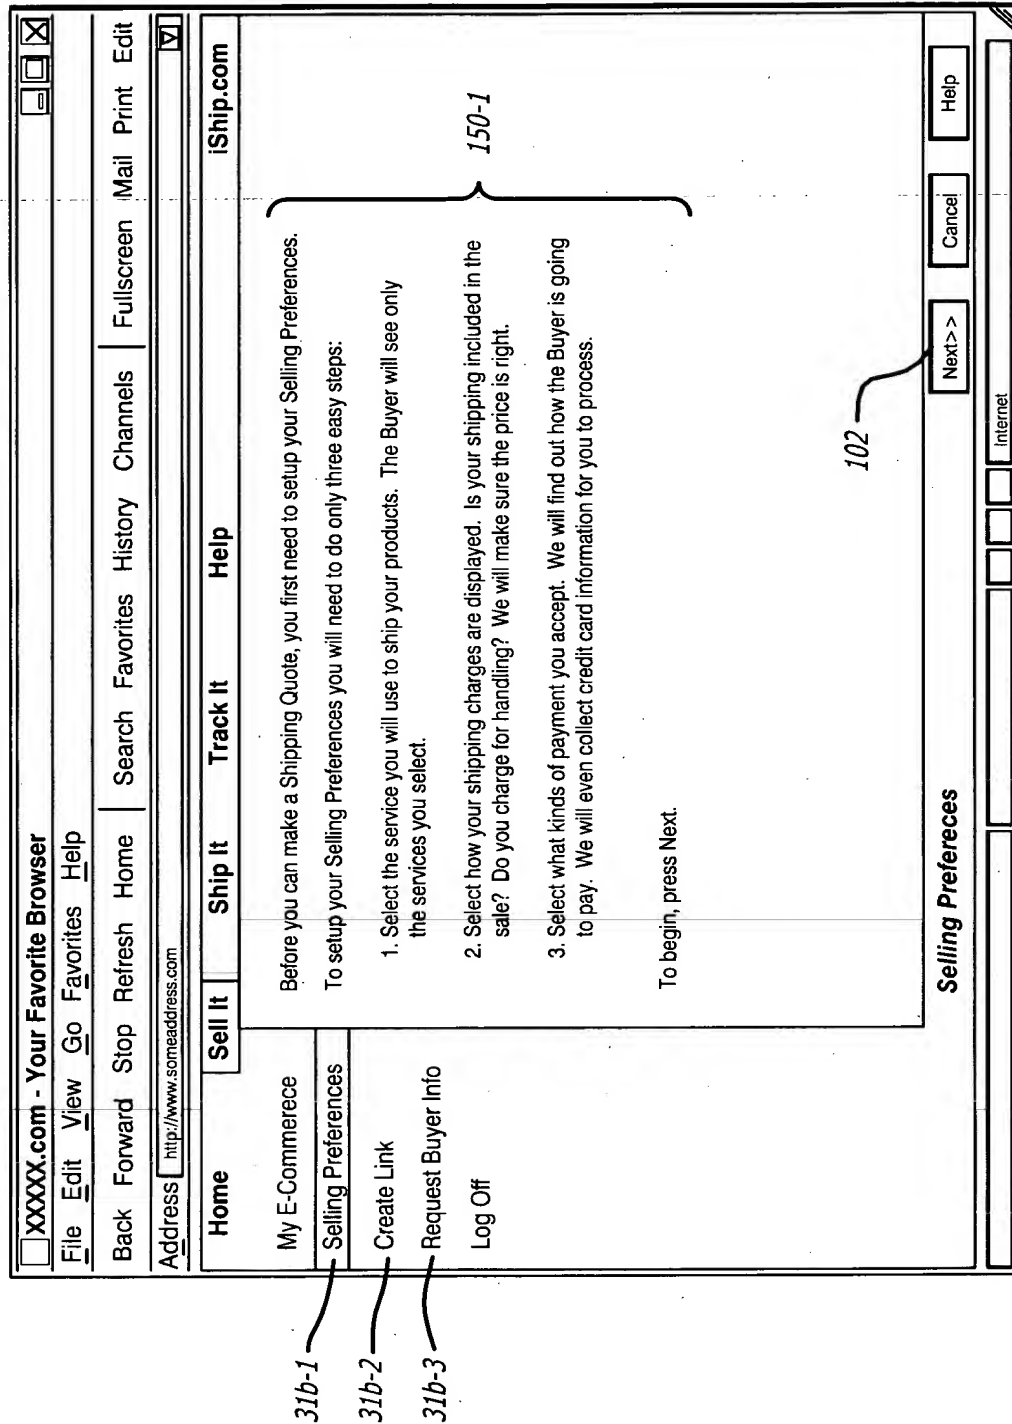 XXXXX.com - Your Favorite Browser
File Edit View Go Favorites Help
Back Forward Stop Refresh Home Search Favorites History Channels Fullscreen Mail Print Edit
Address http://www.someaddress.com
Home Sell It Ship It Track It Help iShip.com
My E-Commerece
31b-1 Selling Preferences
31b-2 Create Link
31b-3 Request Buyer Info
Log Off
Before you can make a Shipping Quote, you first need to setup your Selling Preferences.
To setup your Selling Preferences you will need to do only three easy steps:
1. Select the service you will use to ship your products. The Buyer will see only
the services you select.
2. Select how your shipping charges are displayed. Is your shipping included in the
sale? Do you charge for handling? We will make sure the price is right.
3. Select what kinds of payment you accept. We will find out how the Buyer is going
to pay. We will even collect credit card information for you to process.
To begin, press Next.
150-1
102
Selling Prefereces
Next>> Cancel Help
Internet